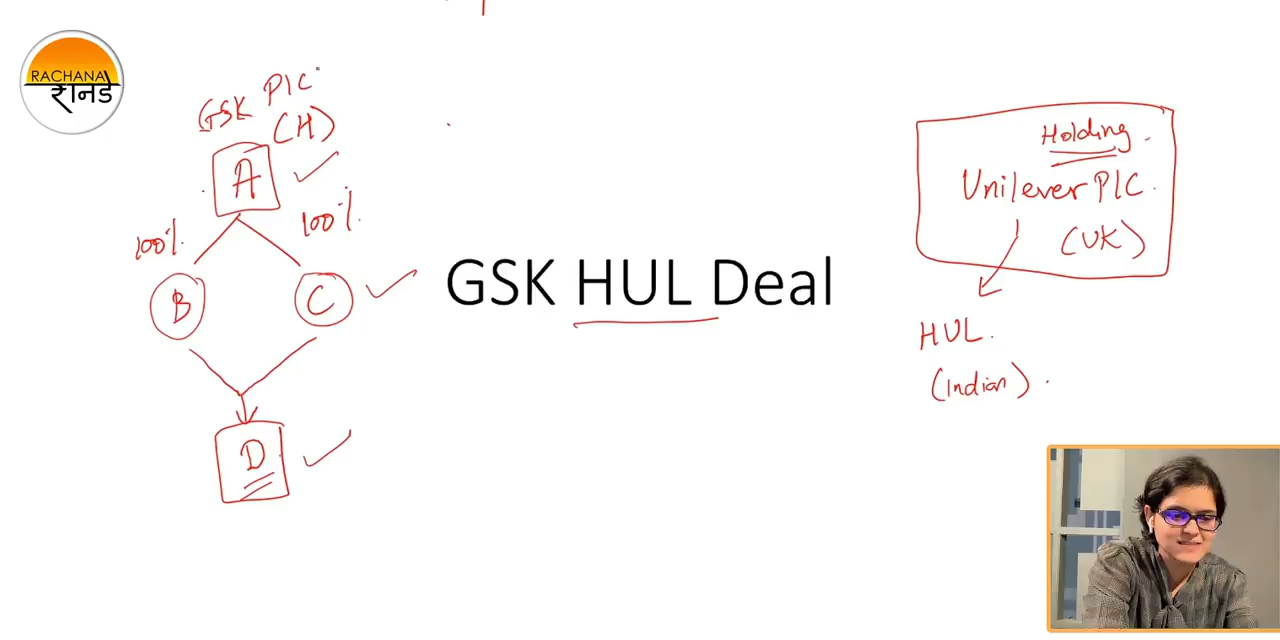 RACHANA
रानडे
GSK PLC
(H)
A
100%
100%
B
C
D
GSK HUL Deal
Holding.
Unilever PLC.
(UK)
HUL.
(Indian).